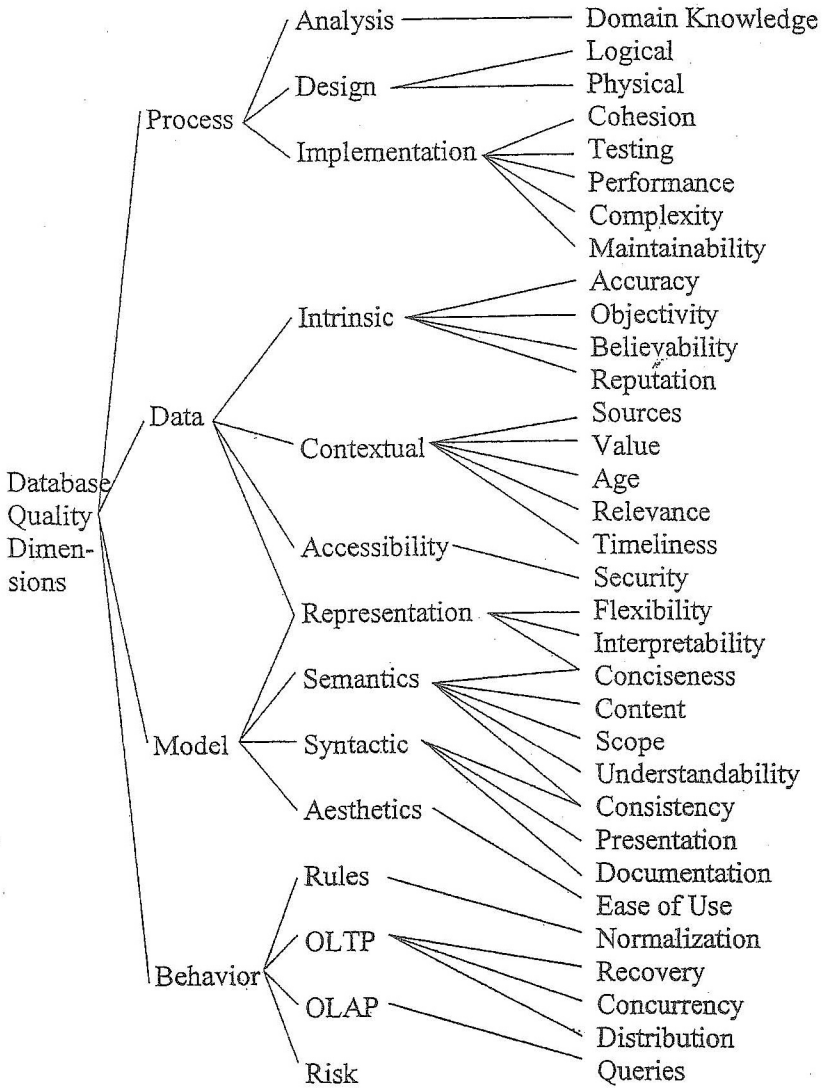 Database
Quality
Dimen-
sions
Process
Data
Model
Behavior
Analysis
Design
Implementation
Intrinsic
Contextual
Accessibility
Representation
Semantics
Syntactic
Aesthetics
Rules
OLTP
OLAP
Risk
Domain Knowledge
Logical
Physical
Cohesion
Testing
Performance
Complexity
Maintainability
Accuracy
Objectivity
Believability
Reputation
Sources
Value
Age
Relevance
Timeliness
Security
Flexibility
Interpretability
Conciseness
Content
Scope
Understandability
Consistency
Presentation
Documentation
Ease of Use
Normalization
Recovery
Concurrency
Distribution
Queries